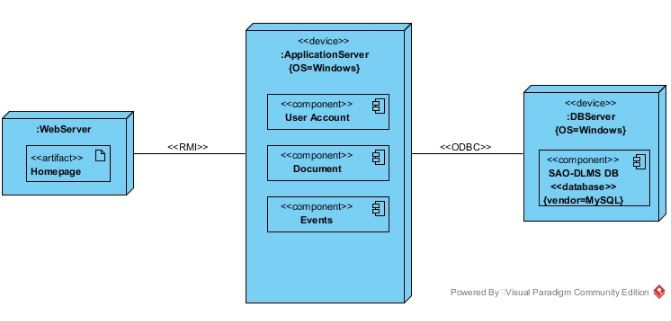 :WebServer
<<artifact>>
Homepage
<<RMI>>
<<device>>
:ApplicationServer
{OS=Windows}
<<component>>
User Account
<<component>>
Document
<<component>>
Events
<<ODBC>>
<<device>>
:DBServer
{OS=Windows}
<<component>>
SAO-DLMS DB
<<database>>
{vendor=MySQL}
Powered By Visual Paradigm Community Edition